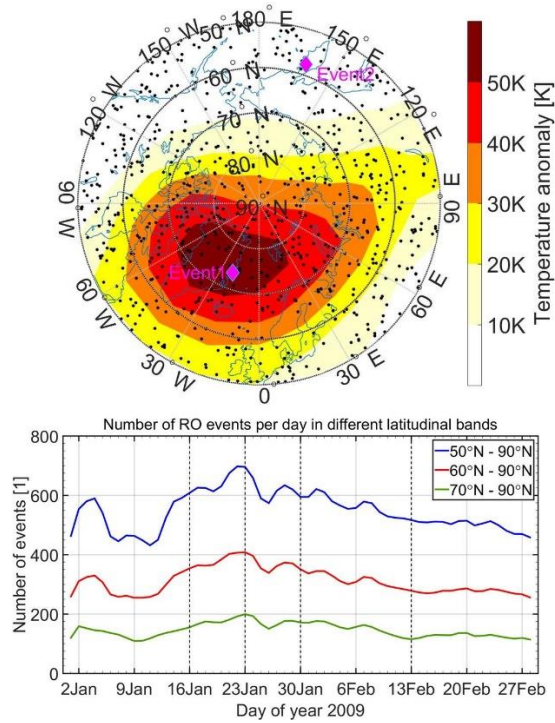 180° E
150° W
150° E
120° W
120° E
90° W
90° E
60° W
60° E
30° W
30° E
0°
50° N
60° N
70° N
80° N
90° N
Event2
Event1
50K
40K
30K
20K
10K
Temperature anomaly [K]
Number of RO events per day in different latitudinal bands
Number of events [1]
800
600
400
200
0
50°N - 90°N
60°N - 90°N
70°N - 90°N
2Jan 9Jan 16Jan 23Jan 30Jan 6Feb 13Feb 20Feb 27Feb
Day of year 2009